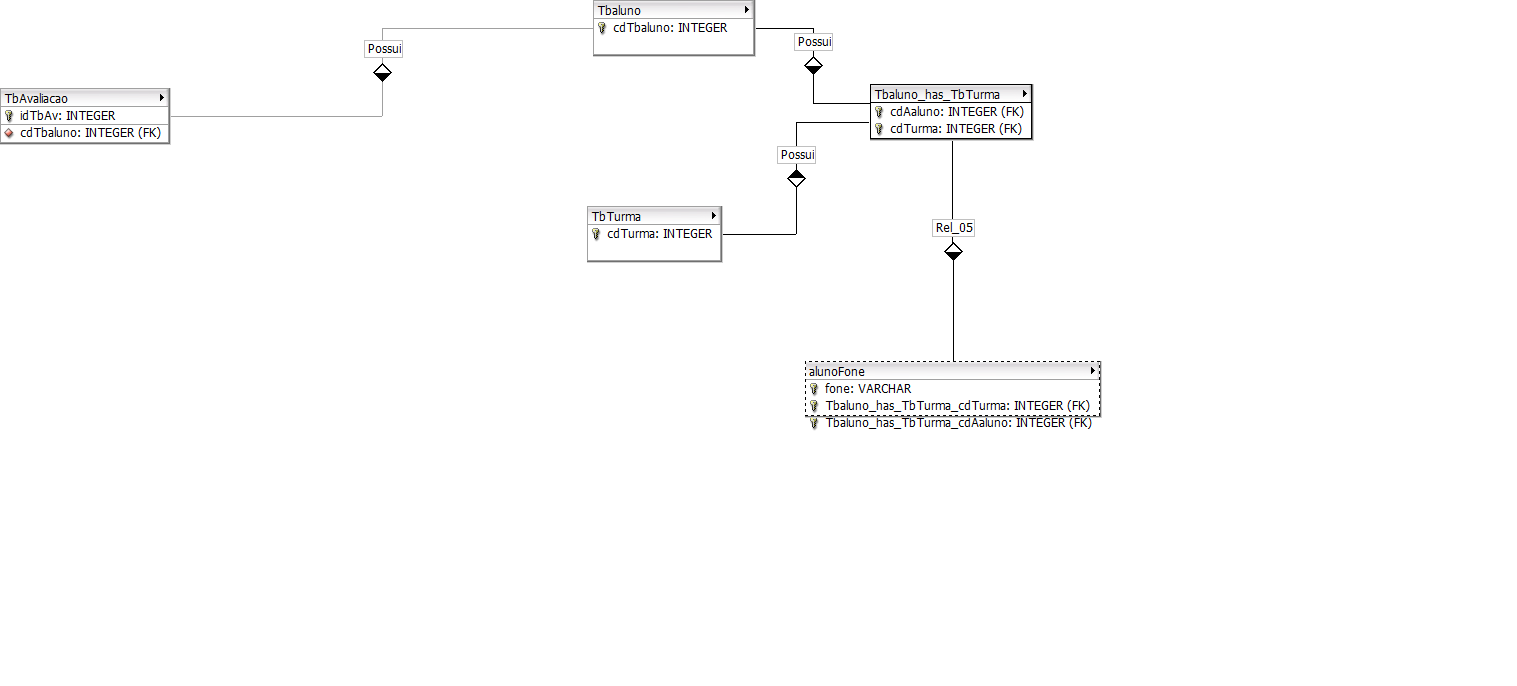 Tbaluno
cdTbaluno: INTEGER
Possui
Possui
TbAvaliacao
idTbAv: INTEGER
cdTbaluno: INTEGER (FK)
Tbaluno_has_TbTurma
cdAaluno: INTEGER (FK)
cdTurma: INTEGER (FK)
Possui
TbTurma
cdTurma: INTEGER
Rel_05
alunoFone
fone: VARCHAR
Tbaluno_has_TbTurma_cdTurma: INTEGER (FK)
Tbaluno_has_TbTurma_cdAaluno: INTEGER (FK)